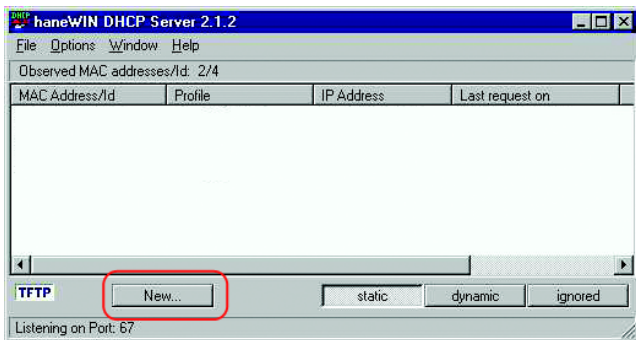 haneWIN DHCP Server 2.1.2
File Options Window Help
Observed MAC addresses/Id: 2/4
MAC Address/Id Profile IP Address Last request on
TFTP New... static dynamic ignored
Listening on Port: 67